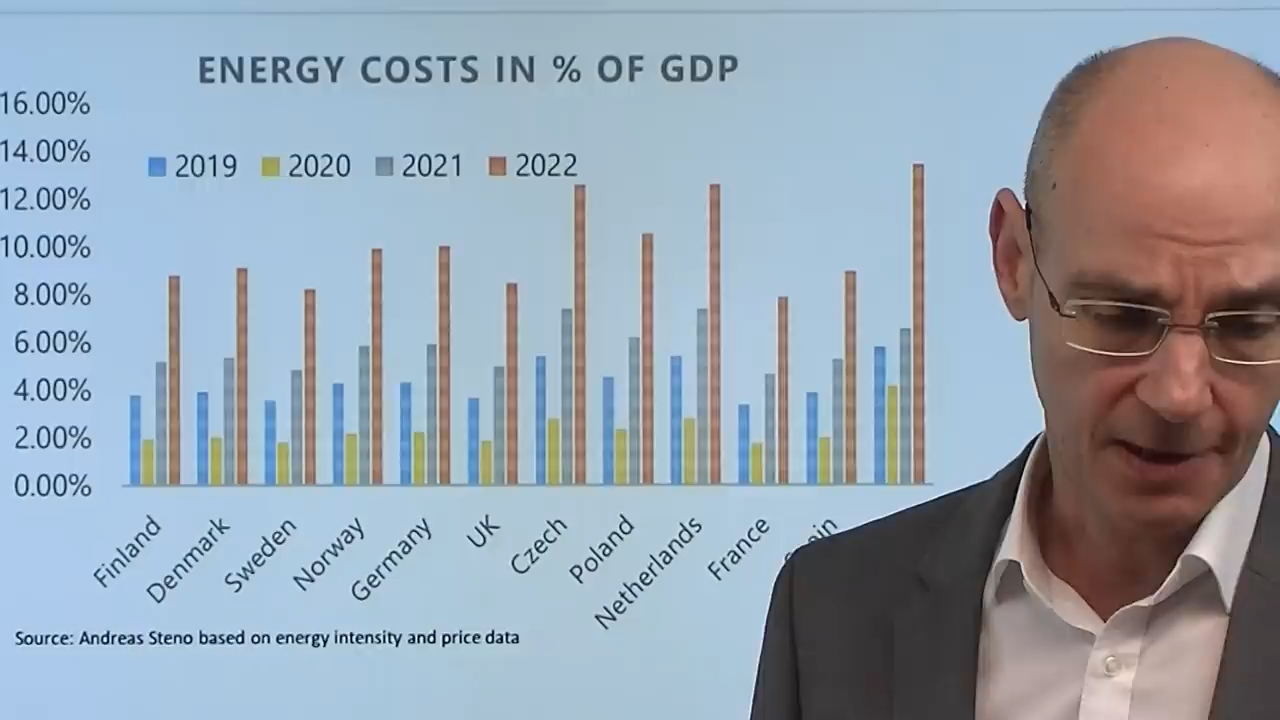 ENERGY COSTS IN % OF GDP
16.00%
14.00%
12.00%
10.00%
8.00%
6.00%
4.00%
2.00%
0.00%
2019 2020 2021 2022
Finland
Denmark
Sweden
Norway
Germany
UK
Czech
Poland
Netherlands
France
Source: Andreas Steno based on energy intensity and price data